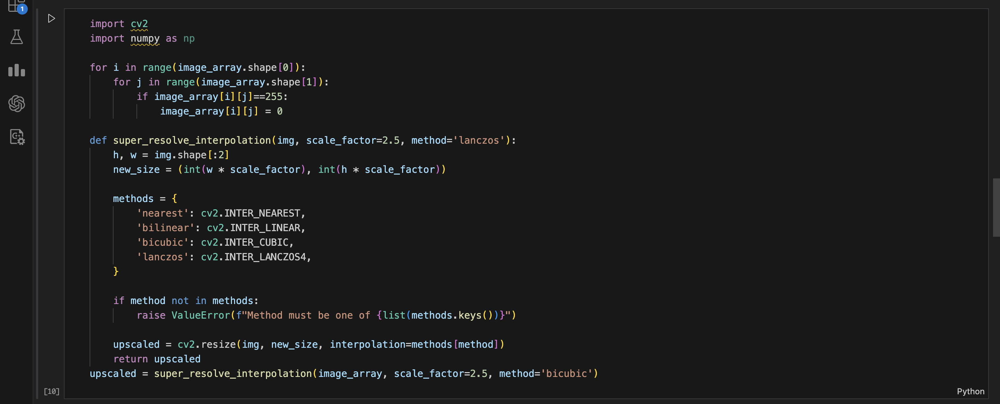 1
import cv2
import numpy as np
for i in range(image_array.shape[0]):
    for j in range(image_array.shape[1]):
        if image_array[i][j]==255:
            image_array[i][j] = 0
def super_resolve_interpolation(img, scale_factor=2.5, method='lanczos'):
    h, w = img.shape[:2]
    new_size = (int(w * scale_factor), int(h * scale_factor))
    methods = {
        'nearest': cv2.INTER_NEAREST,
        'bilinear': cv2.INTER_LINEAR,
        'bicubic': cv2.INTER_CUBIC,
        'lanczos': cv2.INTER_LANCZOS4,
    }
    if method not in methods:
        raise ValueError(f"Method must be one of {list(methods.keys())}")
    upscaled = cv2.resize(img, new_size, interpolation=methods[method])
    return upscaled
upscaled = super_resolve_interpolation(image_array, scale_factor=2.5, method='bicubic')
[10]
Python
C++